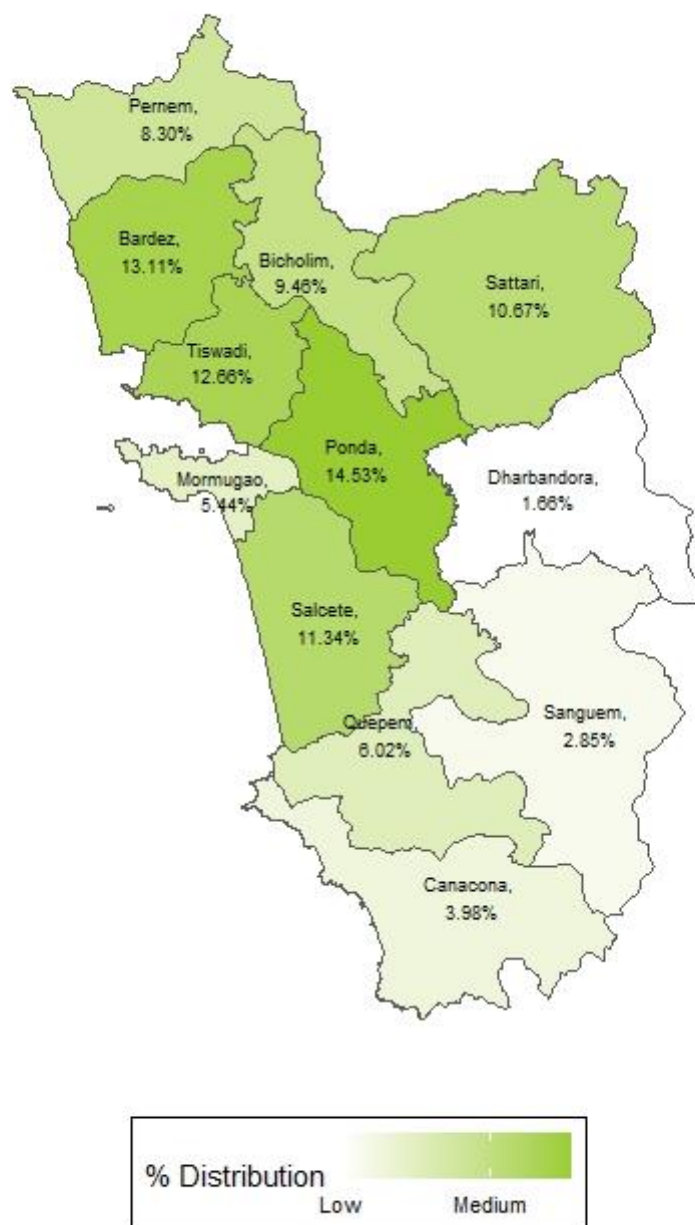 Pernem,
8.30%
Bardez,
13.11%
Bicholim,
9.46%
Sattari,
10.67%
Tiswadi,
12.66%
Ponda,
14.53%
Mormugao,
5.44%
Dharbandora,
1.66%
Salcete,
11.34%
Quepem,
6.02%
Sanguem,
2.85%
Canacona,
3.98%
% Distribution
Low Medium